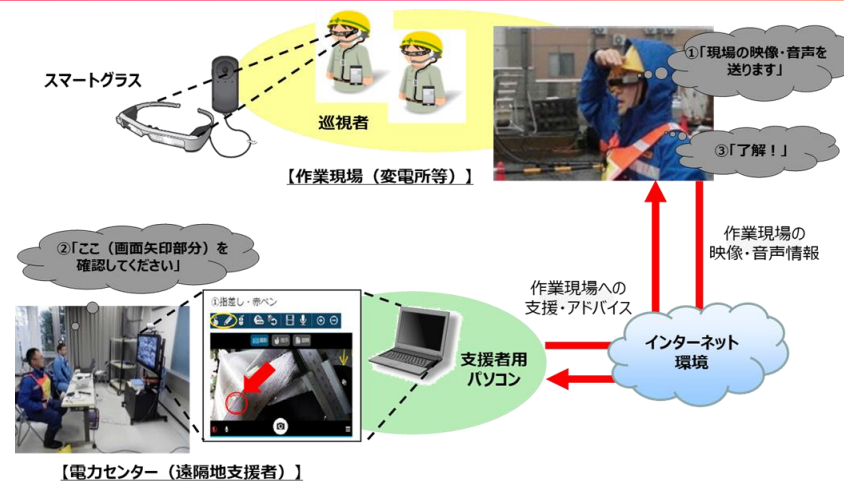 スマートグラス
巡視者
①「現場の映像・音声を
送ります」
③「了解！」
【作業現場（変電所等）】
②「ここ（画面矢印部分）を
確認してください」
作業現場の
映像・音声情報
作業現場への
支援・アドバイス
①指差し・赤ペン
支援者用
パソコン
インターネット
環境
【電力センター（遠隔地支援者）】